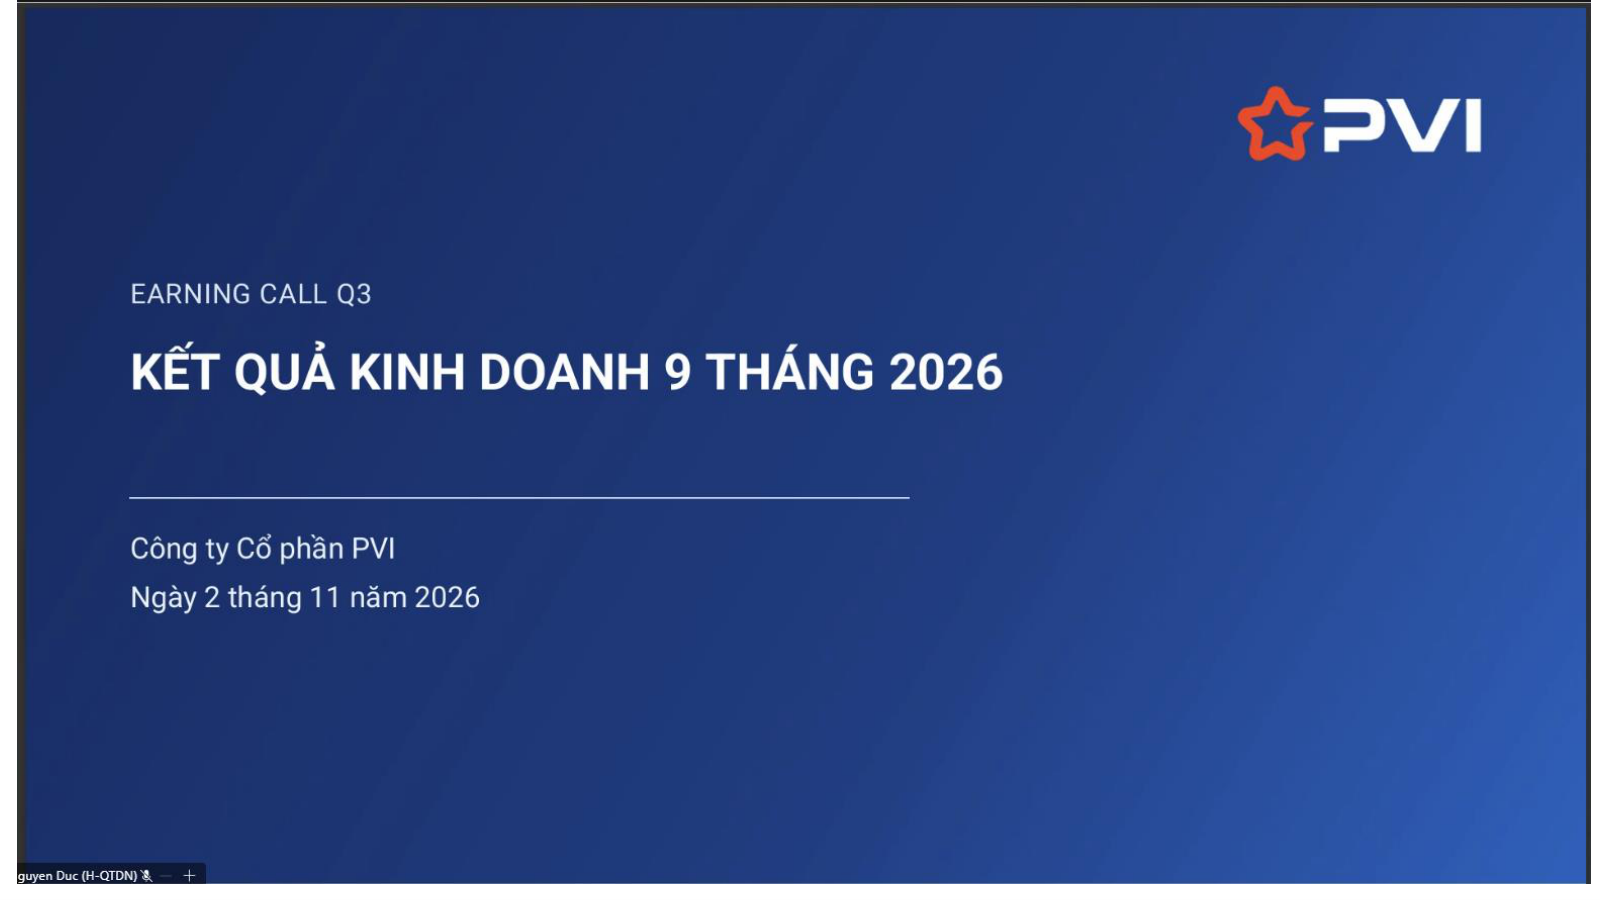 PVI
EARNING CALL Q3
KẾT QUẢ KINH DOANH 9 THÁNG 2026
Công ty Cổ phần PVI
Ngày 2 tháng 11 năm 2026
guyen Duc (H-QTDN)